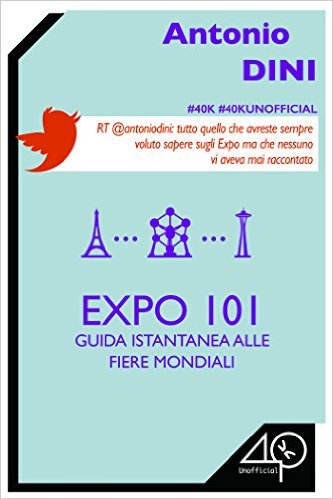 Antonio
DINI
#40K #40KUNOFFICIAL
RT @antoniodini: tutto quello che avreste sempre
voluto sapere sugli Expo ma che nessuno
vi aveva mai raccontato
EXPO 101
GUIDA ISTANTANEA ALLE
FIERE MONDIALI
40K
Unofficial